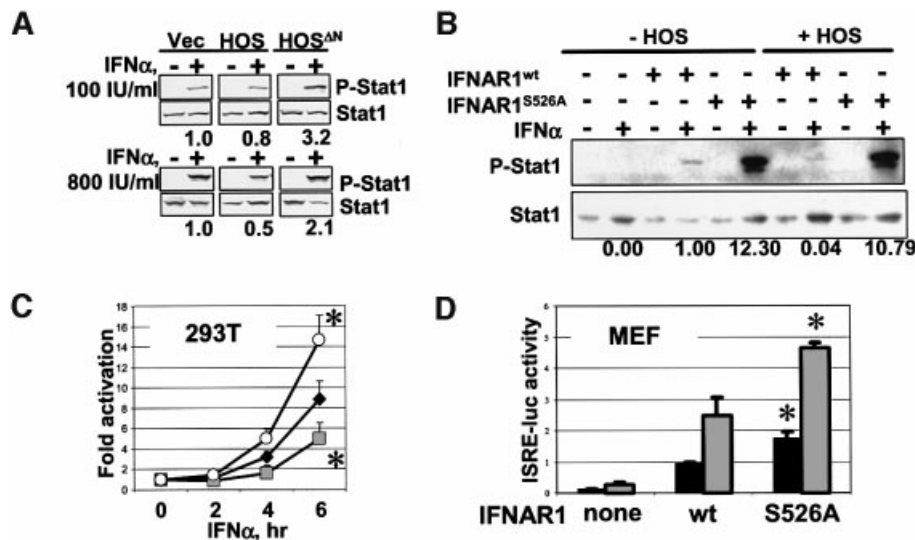 A
Vec HOS HOSΔN
IFNα, - + - + - +
100 IU/ml P-Stat1
Stat1
1.0 0.8 3.2
IFNα, - + - + - +
800 IU/ml P-Stat1
Stat1
1.0 0.5 2.1
B
- HOS + HOS
IFNAR1wt - - + + - - + + - -
IFNAR1S526A - - - - + + - - + +
IFNα - + - + - + - + - +
P-Stat1
Stat1
0.00 1.00 12.30 0.04 10.79
C
293T
Fold activation
18
16
14
12
10
8
6
4
2
0
0 2 4 6
IFNα, hr
*
*
D
MEF
ISRE-luc activity
6
5
4
3
2
1
0
*
*
IFNAR1 none wt S526A